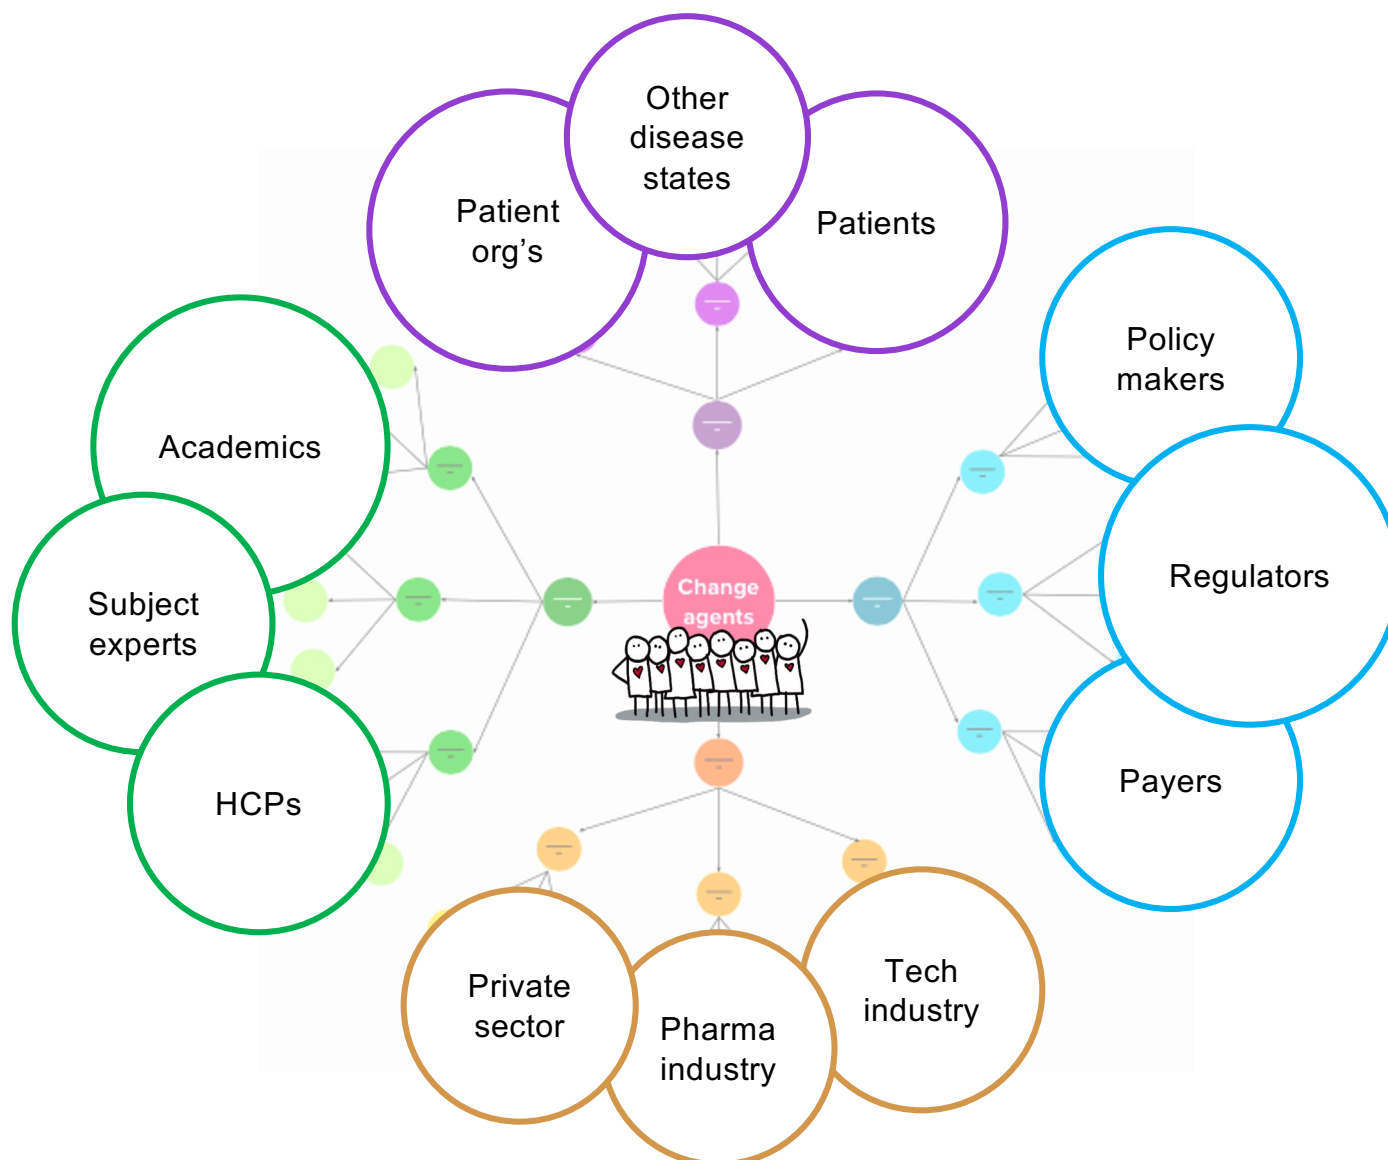 Other
disease
states
Patient
org’s
Patients
Policy
makers
Academics
Regulators
Change
agents
Subject
experts
Payers
HCPs
Tech
industry
Private
sector
Pharma
industry